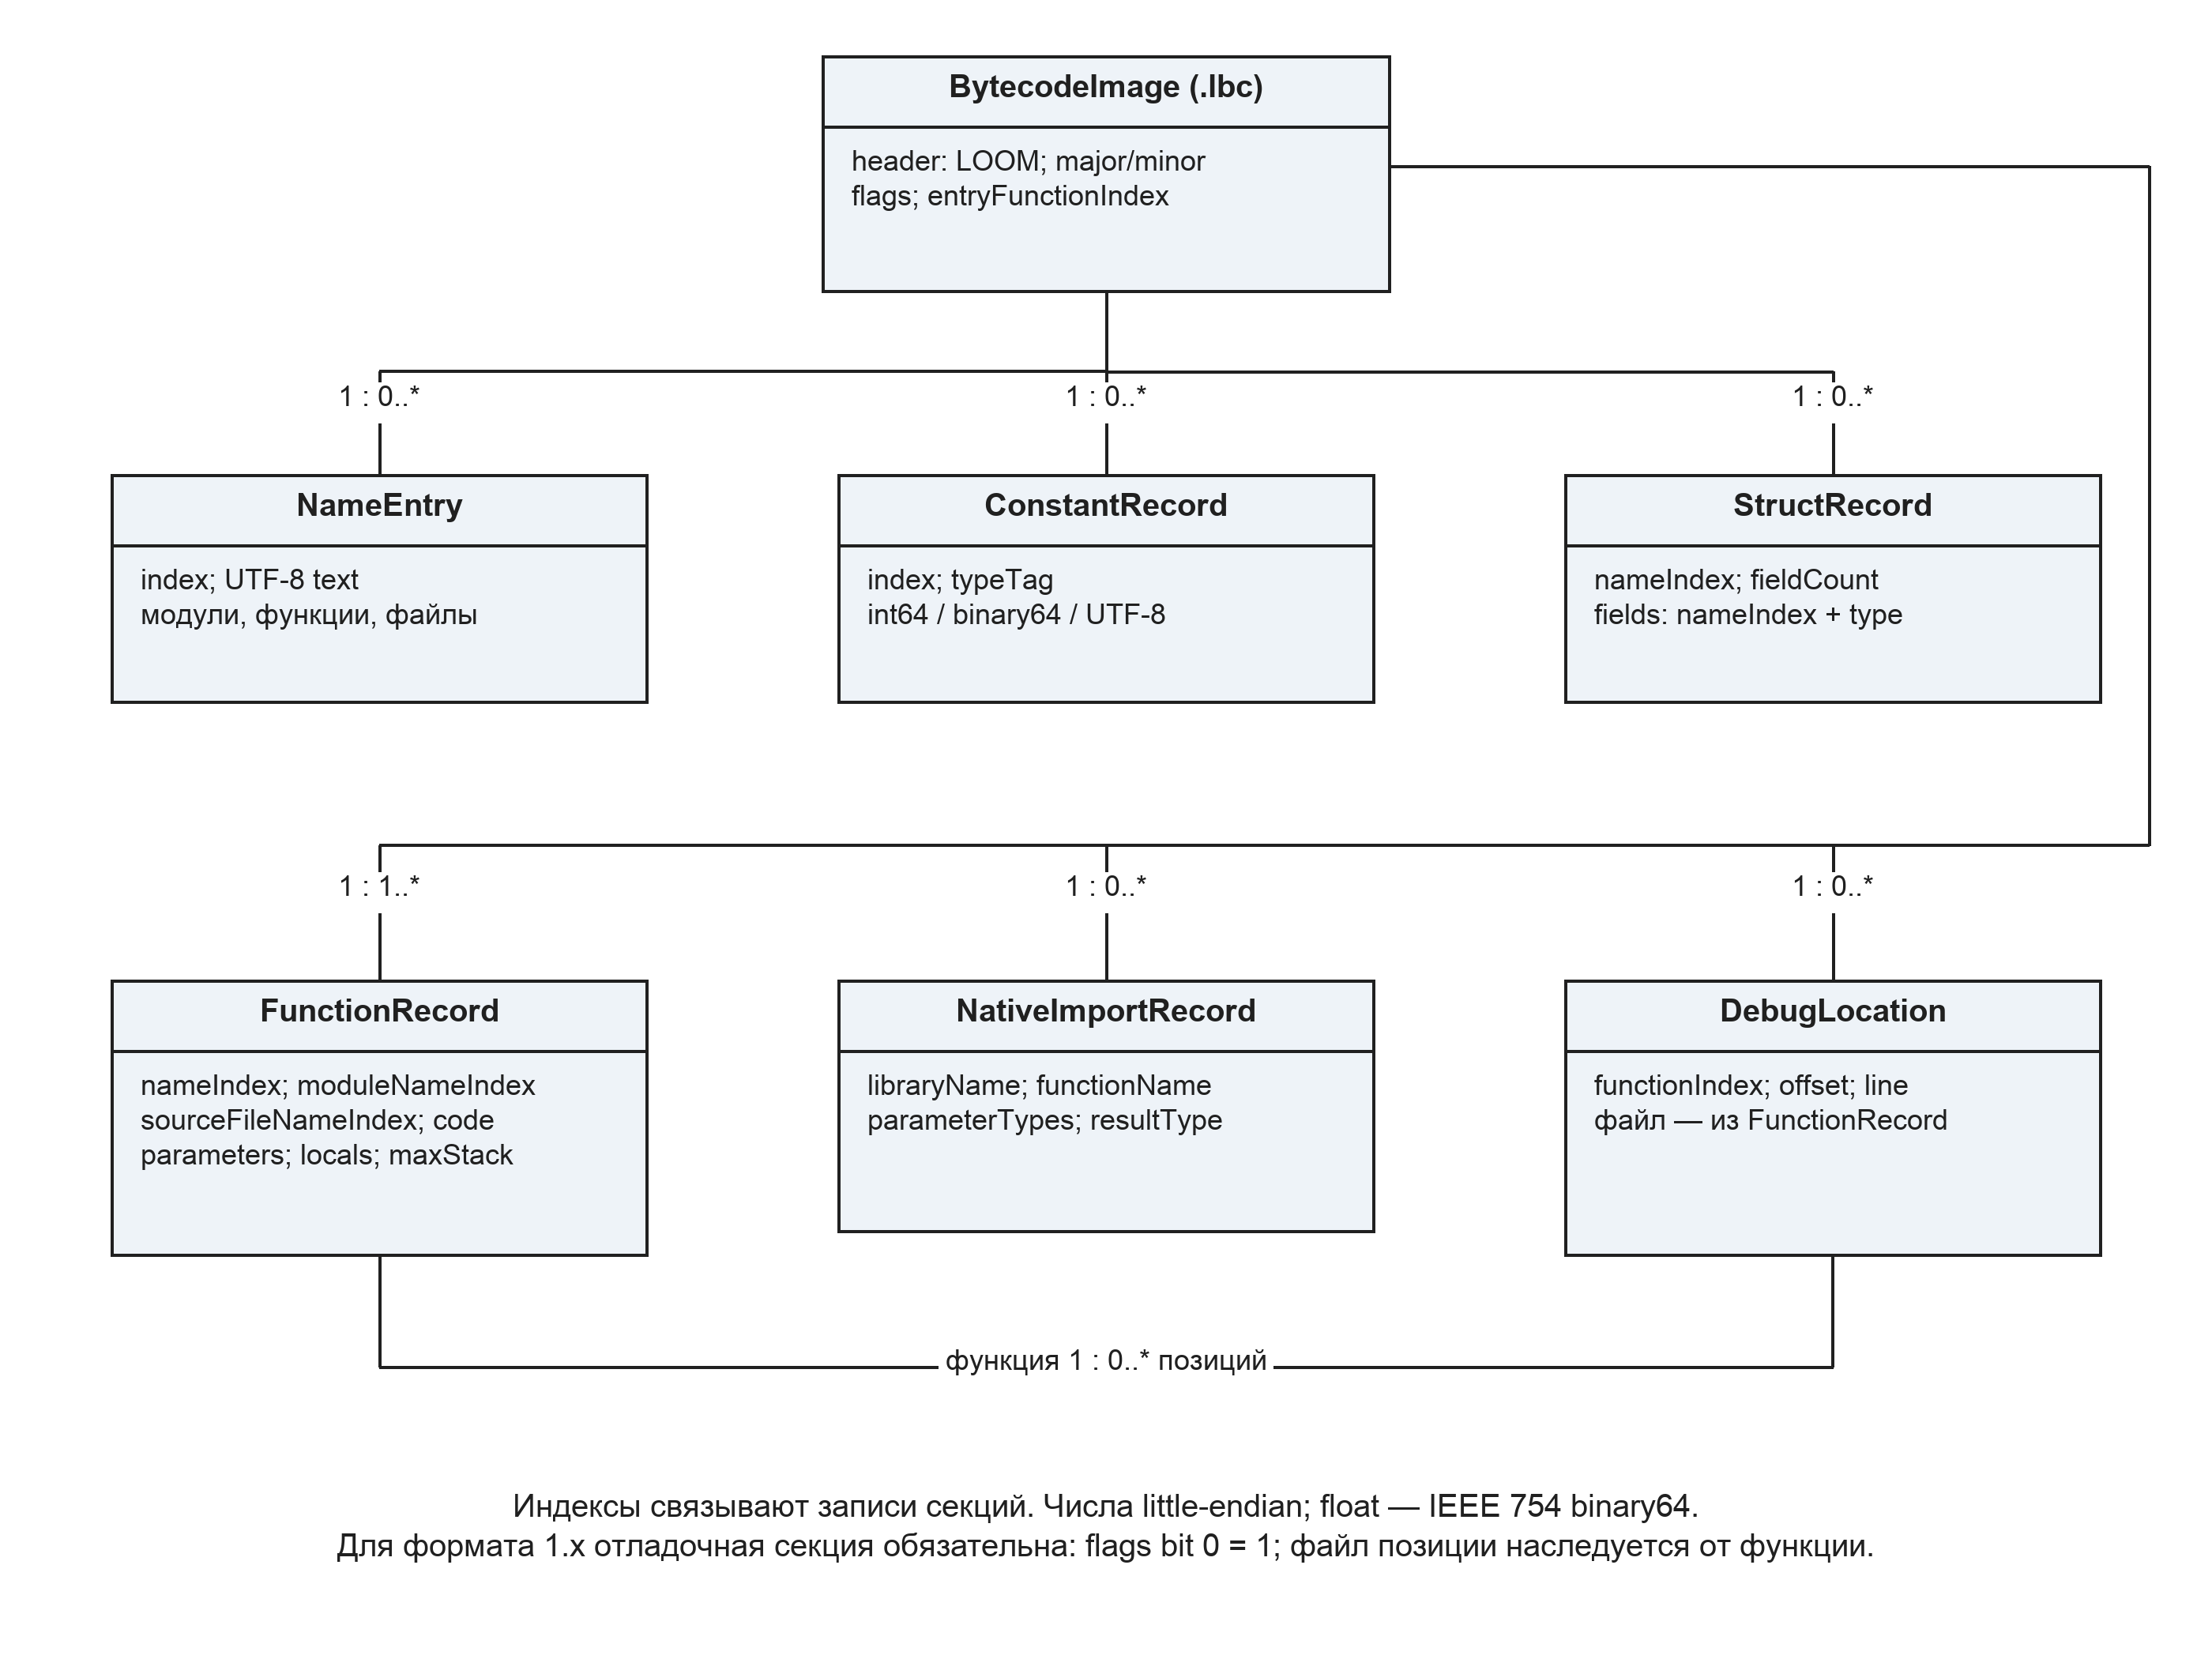 BytecodeImage (.lbc)
header: LOOM; major/minor
flags; entryFunctionIndex
1 : 0..*
1 : 0..*
1 : 0..*
NameEntry
index; UTF-8 text
модули, функции, файлы
ConstantRecord
index; typeTag
int64 / binary64 / UTF-8
StructRecord
nameIndex; fieldCount
fields: nameIndex + type
1 : 1..*
1 : 0..*
1 : 0..*
FunctionRecord
nameIndex; moduleNameIndex
sourceFileNameIndex; code
parameters; locals; maxStack
NativeImportRecord
libraryName; functionName
parameterTypes; resultType
DebugLocation
functionIndex; offset; line
файл — из FunctionRecord
функция 1 : 0..* позиций
Индексы связывают записи секций. Числа little-endian; float — IEEE 754 binary64.
Для формата 1.x отладочная секция обязательна: flags bit 0 = 1; файл позиции наследуется от функции.